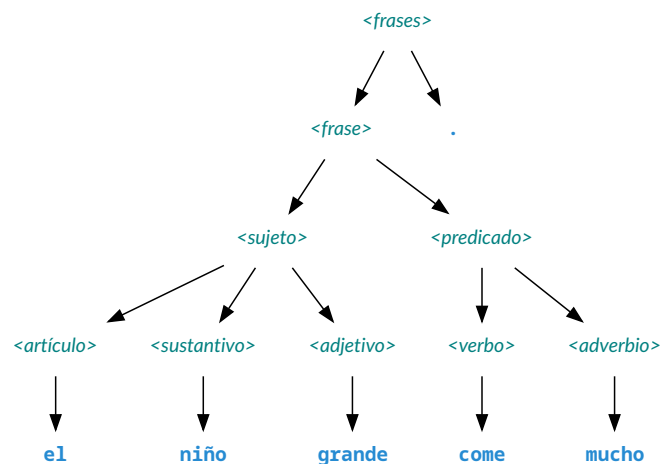 <frases>
<frase> .
<sujeto> <predicado>
<artículo> <sustantivo> <adjetivo> <verbo> <adverbio>
el niño grande come mucho